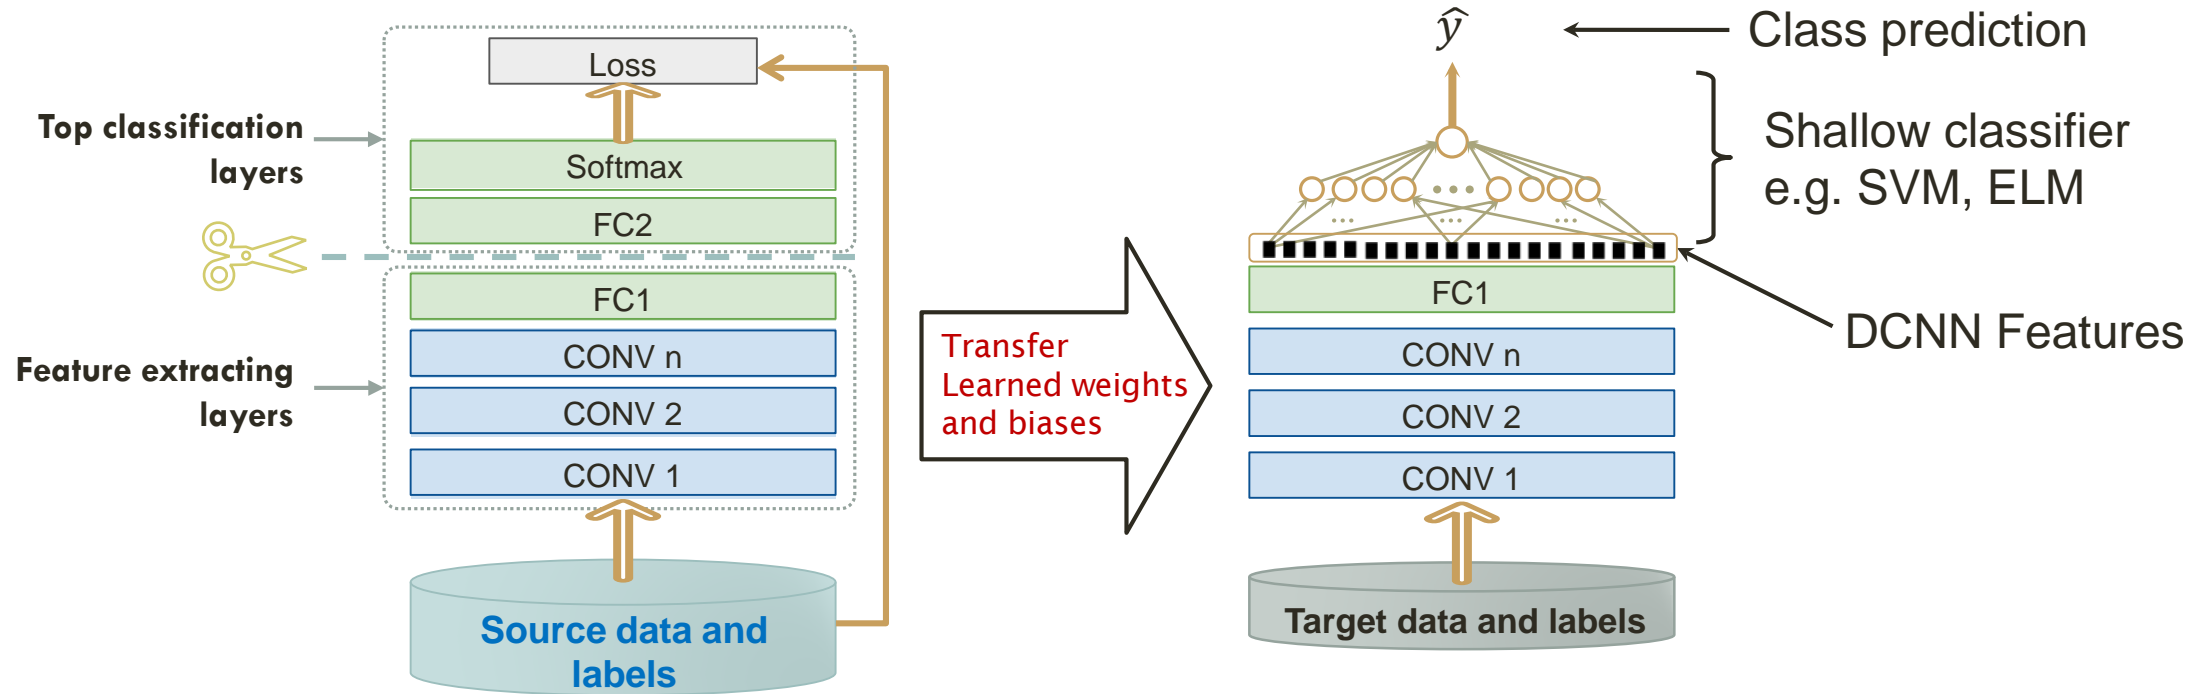 Loss
Top classification
layers
Softmax
FC2
FC1
Feature extracting
layers
CONV n
CONV 2
CONV 1
Source data and
labels
Transfer
Learned weights
and biases
ŷ
Class prediction
Shallow classifier
e.g. SVM, ELM
...
...
...
...
FC1
DCNN Features
CONV n
CONV 2
CONV 1
Target data and labels